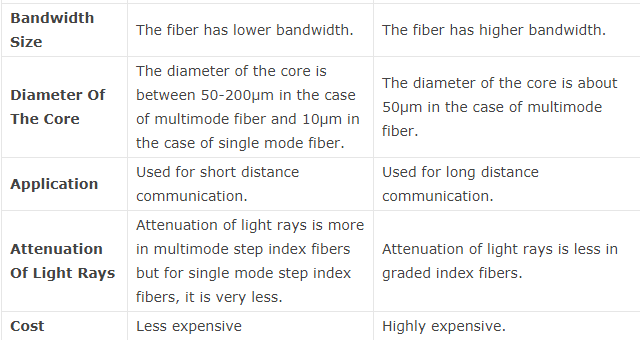 Bandwidth Size
The fiber has lower bandwidth.
The fiber has higher bandwidth.
Diameter Of The Core
The diameter of the core is
between 50-200µm in the case
of multimode fiber and 10µm in
the case of single mode fiber.
The diameter of the core is about
50µm in the case of multimode
fiber.
Application
Used for short distance
communication.
Used for long distance
communication.
Attenuation
Of Light Rays
Attenuation of light rays is more
in multimode step index fibers
but for single mode step index
fibers, it is very less.
Attenuation of light rays is less in
graded index fibers.
Cost
Less expensive
Highly expensive.